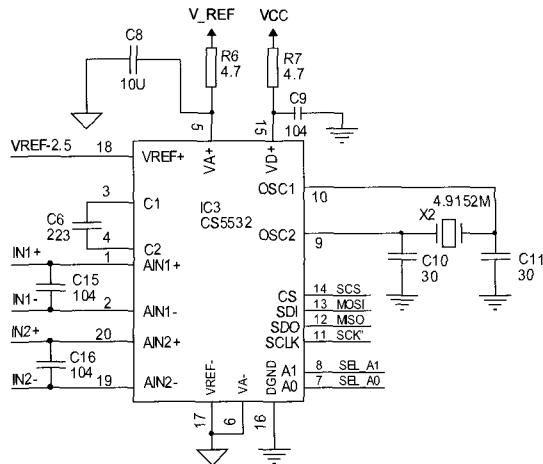 V_REF VCC
C8
10U
R6
4.7
R7
4.7
C9
104
5
15
VREF-2.5 18 VREF+
VA+
VD+
OSC1
10
4.9152M
X2
3
C1
IC3
CS5532
C6
223
4
C2
OSC2
9
C10
30
C11
30
IN1+ 1 AIN1+
C15
104
IN1- 2 AIN1-
IN2+ 20 AIN2+
C16
104
IN2- 19 AIN2-
CS 14 SCS
SDI 13 MOSI
SDO 12 MISO
SCLK 11 SCK"
A1 8 SEL A1
A0 7 SEL A0
VREF-
VA-
DGND
17
6
16